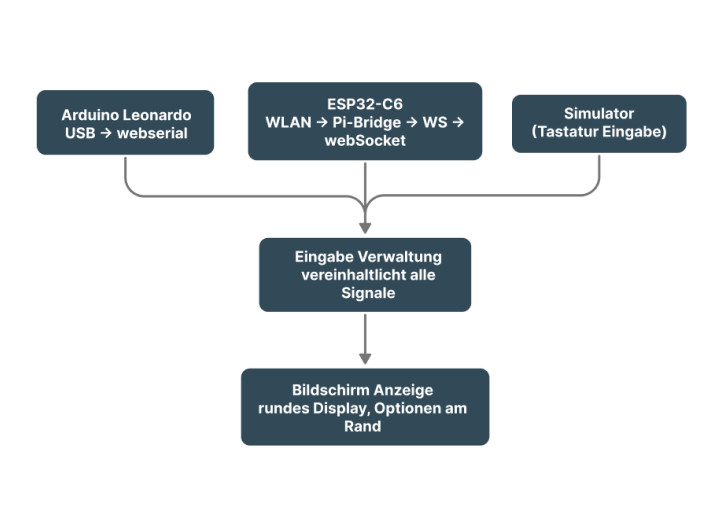 Arduino Leonardo
USB → webserial
ESP32-C6
WLAN → Pi-Bridge → WS →
webSocket
Simulator
(Tastatur Eingabe)
Eingabe Verwaltung
vereinhaltlicht alle
Signale
Bildschirm Anzeige
rundes Display, Optionen am
Rand